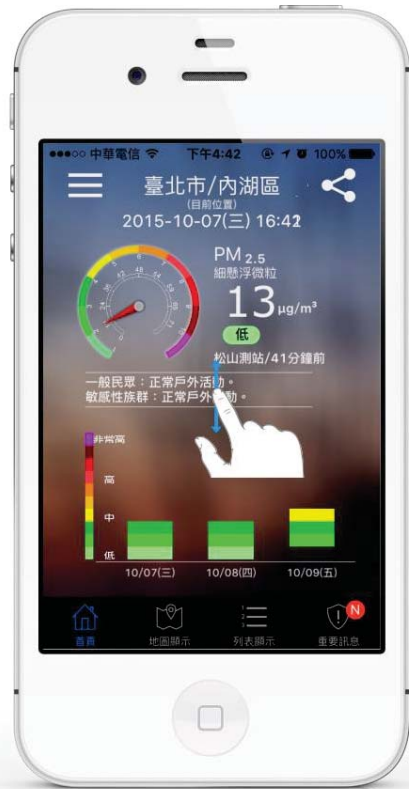 ●●●○○ 中華電信 下午4:42 100%
臺北市/內湖區
(目前位置)
2015-10-07(三) 16:42
PM 2.5
細懸浮微粒
13 μg/m³
低
松山測站/41分鐘前
一般民眾：正常戶外活動。
敏感性族群：正常戶外活動。
非常高
高
中
低
10/07(三) 10/08(四) 10/09(五)
N
首頁 地圖顯示 列表顯示 重要訊息